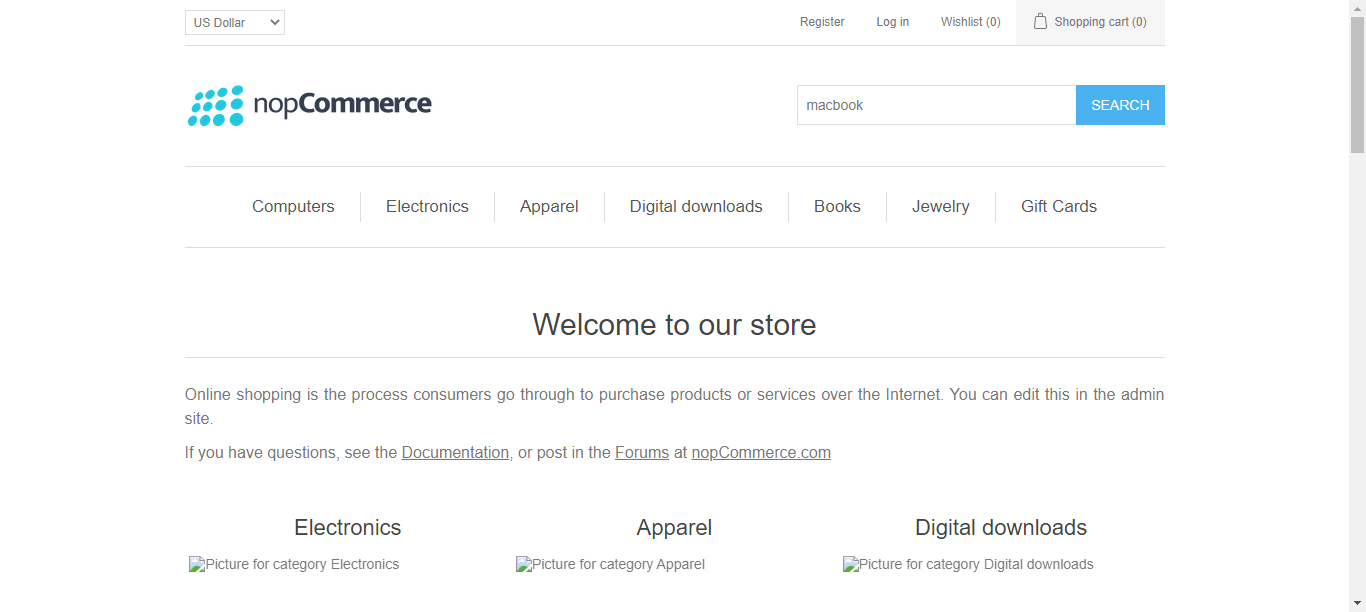 US Dollar Register Log in Wishlist (0) Shopping cart (0)
nopCommerce macbook SEARCH
Computers Electronics Apparel Digital downloads Books Jewelry Gift Cards
Welcome to our store
Online shopping is the process consumers go through to purchase products or services over the Internet. You can edit this in the admin
site.
If you have questions, see the Documentation, or post in the Forums at nopCommerce.com
Electronics Apparel Digital downloads
Picture for category Electronics Picture for category Apparel Picture for category Digital downloads